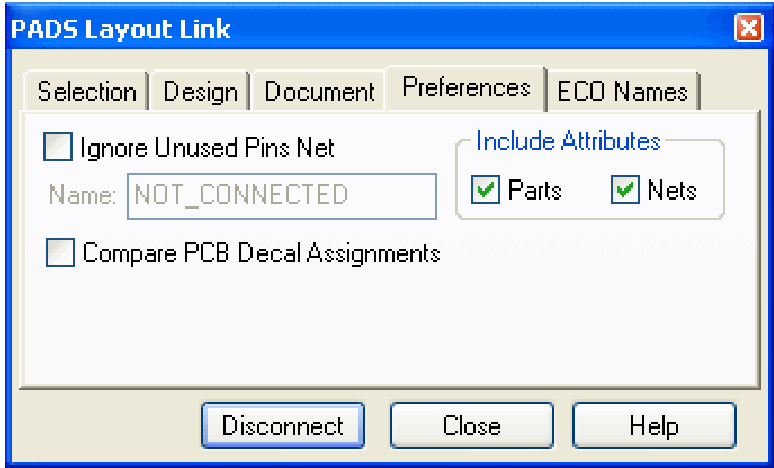 PADS Layout Link
Selection Design Document Preferences ECO Names
Ignore Unused Pins Net
Include Attributes
Name: NOT_CONNECTED
Parts Nets
Compare PCB Decal Assignments
Disconnect Close Help